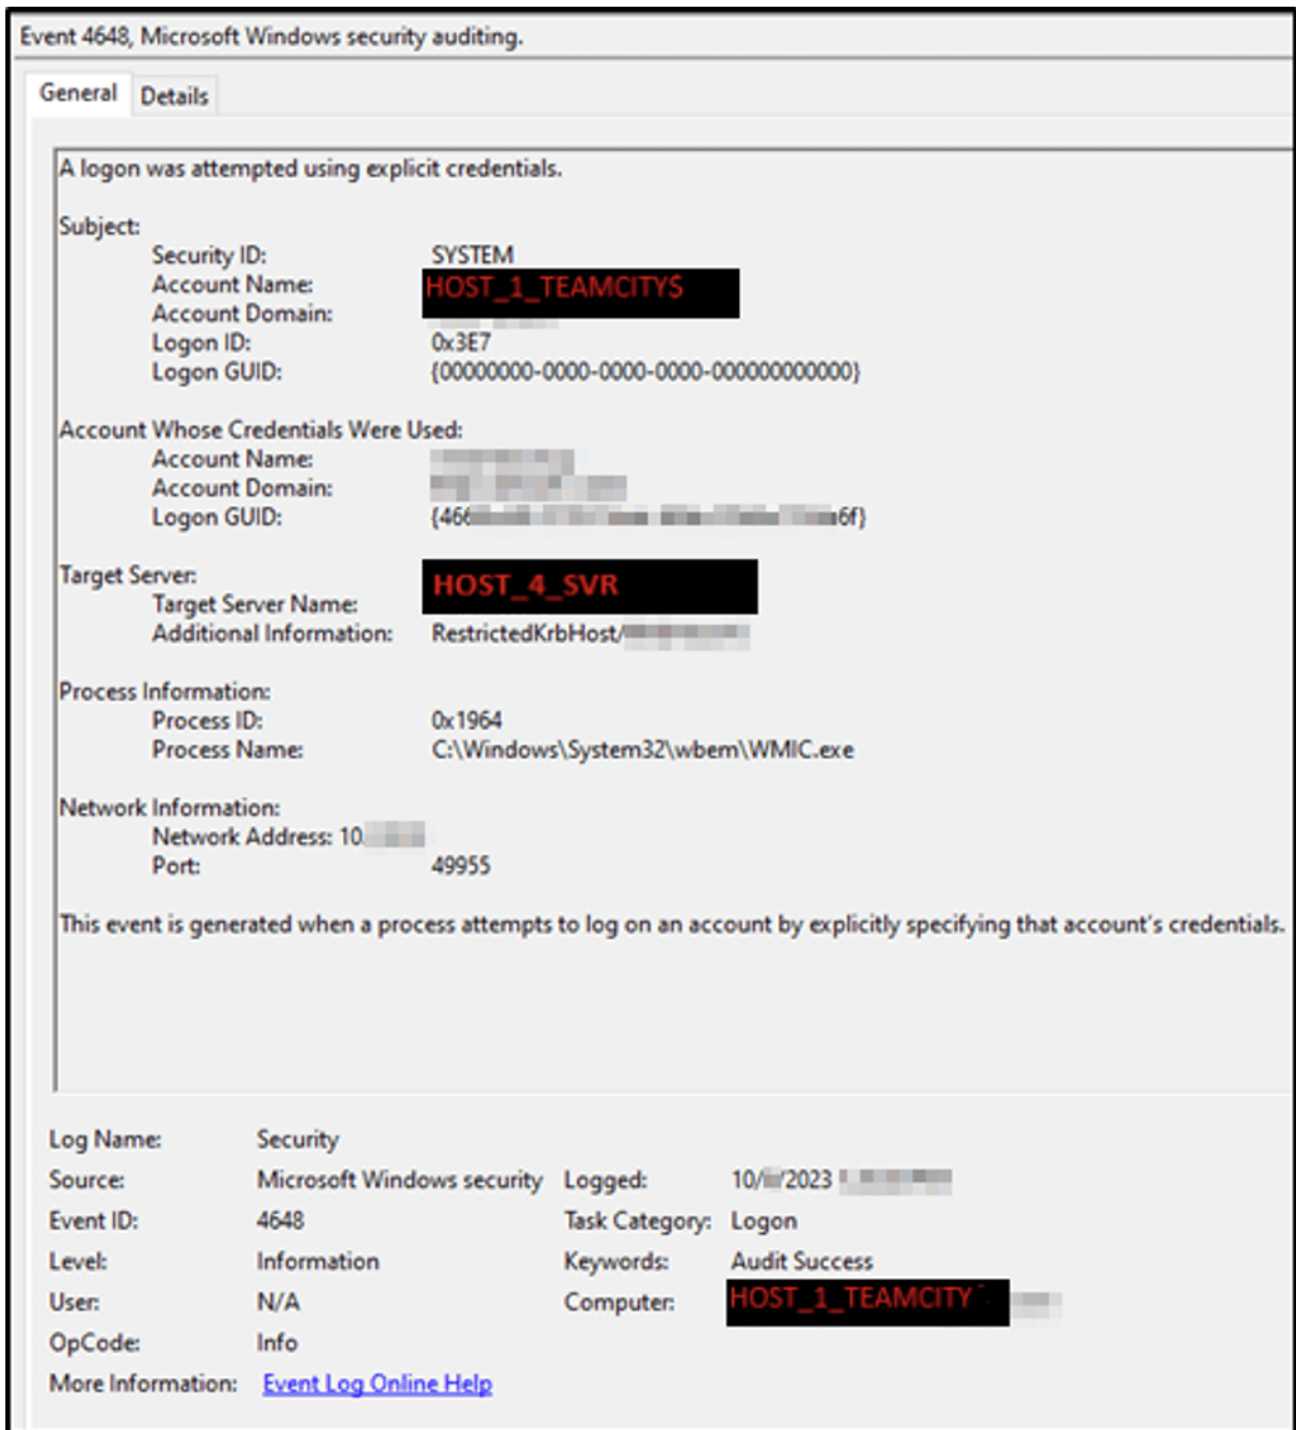 Event 4648, Microsoft Windows security auditing.
General Details
A logon was attempted using explicit credentials.
Subject:
Security ID: SYSTEM
Account Name: HOST_1_TEAMCITY$
Account Domain:
Logon ID: 0x3E7
Logon GUID: {00000000-0000-0000-0000-000000000000}
Account Whose Credentials Were Used:
Account Name:
Account Domain:
Logon GUID: {466 6f}
Target Server:
Target Server Name: HOST_4_SVR
Additional Information: RestrictedKrbHost/
Process Information:
Process ID: 0x1964
Process Name: C:\Windows\System32\wbem\WMIC.exe
Network Information:
Network Address: 10.
Port: 49955
This event is generated when a process attempts to log on an account by explicitly specifying that account's credentials.
Log Name: Security
Source: Microsoft Windows security Logged: 10/ /2023
Event ID: 4648 Task Category: Logon
Level: Information Keywords: Audit Success
User: N/A Computer: HOST_1_TEAMCITY
OpCode: Info
More Information: Event Log Online Help